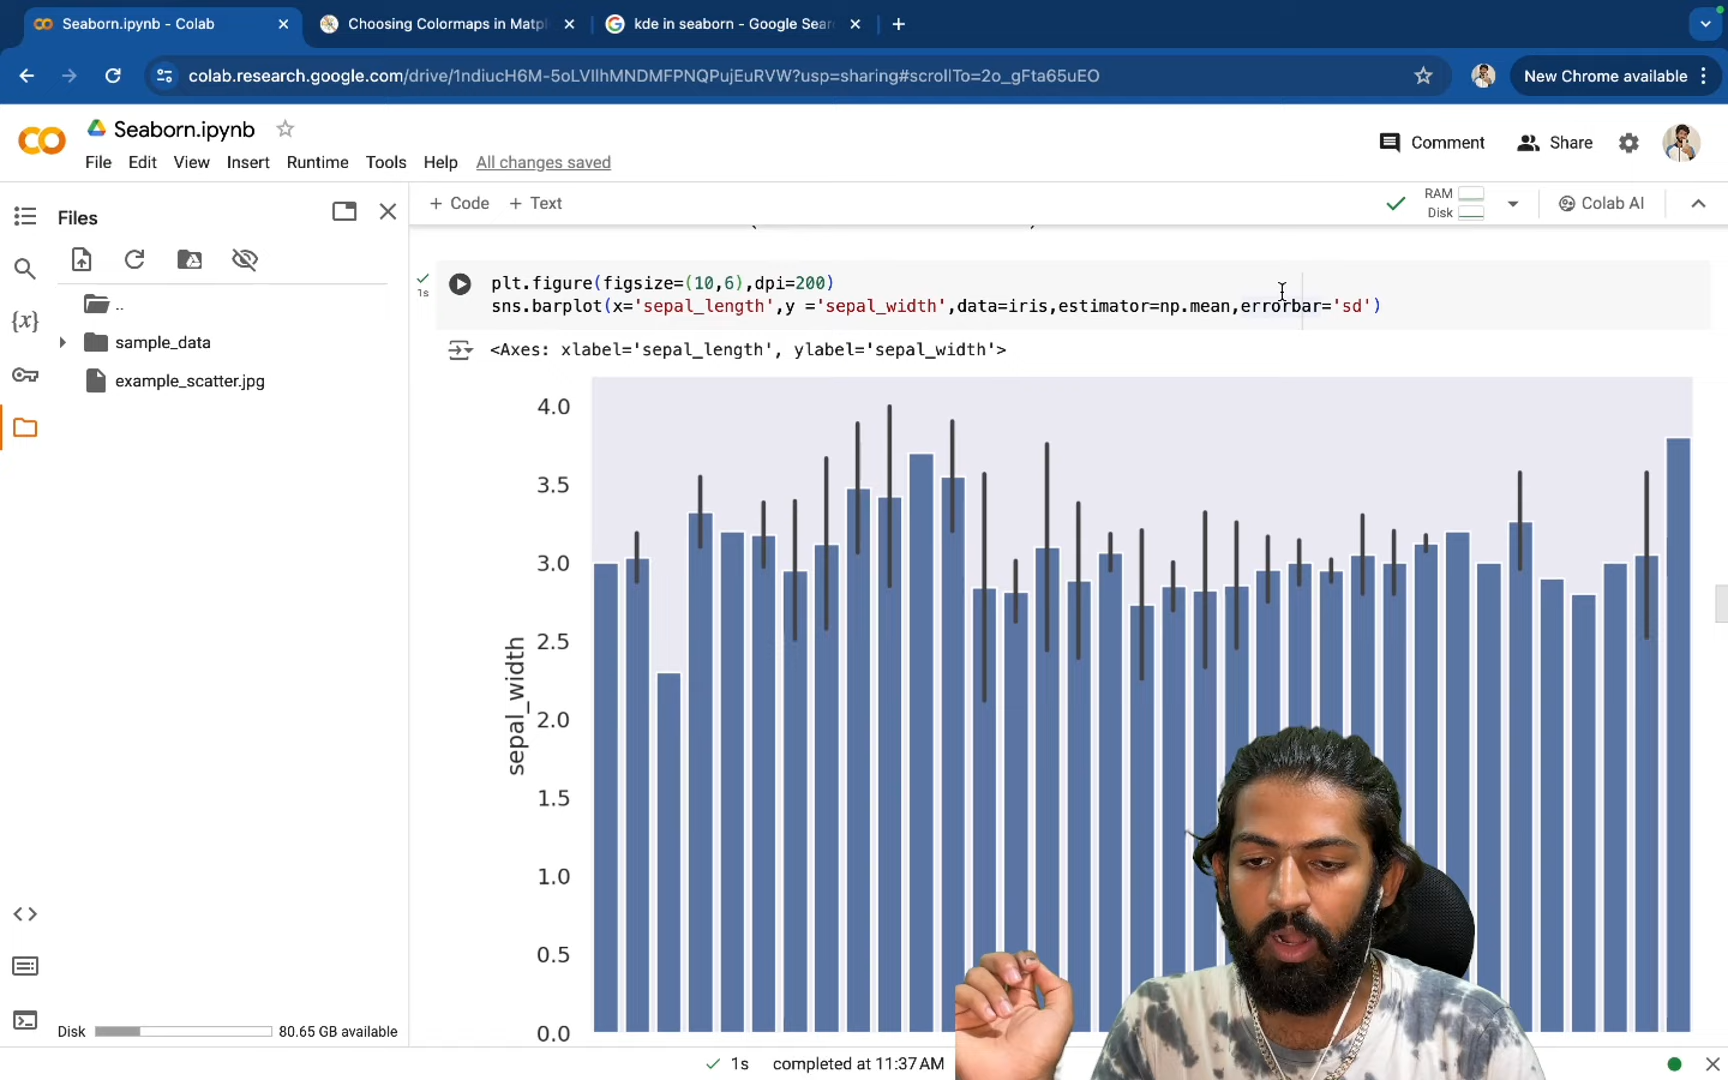 Seaborn.ipynb - Colab
Choosing Colormaps in Matpl
kde in seaborn - Google Sear
colab.research.google.com/drive/1ndiucH6M-5oLVIlhMNDMFPNQPujEuRVW?usp=sharing#scrollTo=2o_gFta65uEO
New Chrome available
Seaborn.ipynb
File Edit View Insert Runtime Tools Help All changes saved
Comment
Share
Files
+ Code + Text
RAM
Disk
Colab AI
..
sample_data
example_scatter.jpg
{x}
1s
plt.figure(figsize=(10,6),dpi=200)
sns.barplot(x='sepal_length',y ='sepal_width',data=iris,estimator=np.mean,errorbar='sd')
<Axes: xlabel='sepal_length', ylabel='sepal_width'>
4.0
3.5
3.0
2.5
2.0
1.5
1.0
0.5
0.0
sepal_width
Disk 80.65 GB available
1s completed at 11:37 AM